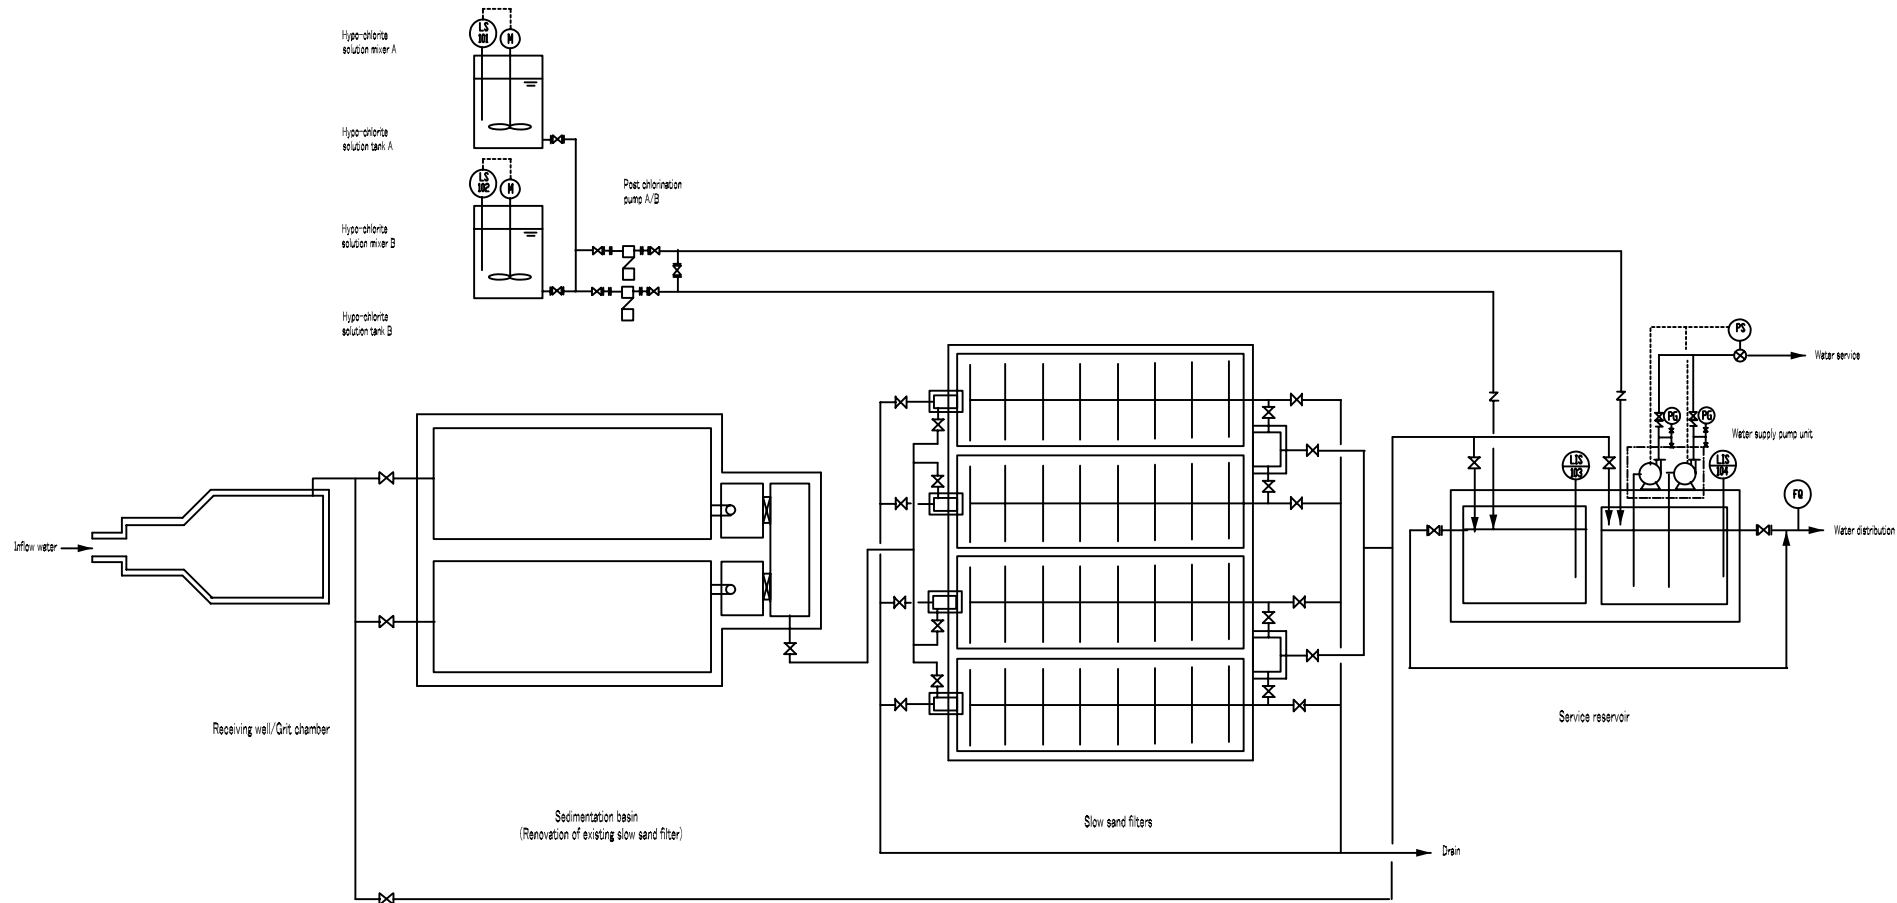 LS
101
M
Hypo-chlorite
solution mixer A
Hypo-chlorite
solution tank A
LS
102
M
Post chlorination
pump A/B
Hypo-chlorite
solution mixer B
Hypo-chlorite
solution tank B
PS
Water service
PG
PG
Water supply pump unit
LIS
103
LIS
104
FQ
Water distribution
Inflow water
Receiving well/Grit chamber
Service reservoir
Sedimentation basin
(Renovation of existing slow sand filter)
Slow sand filters
Drain